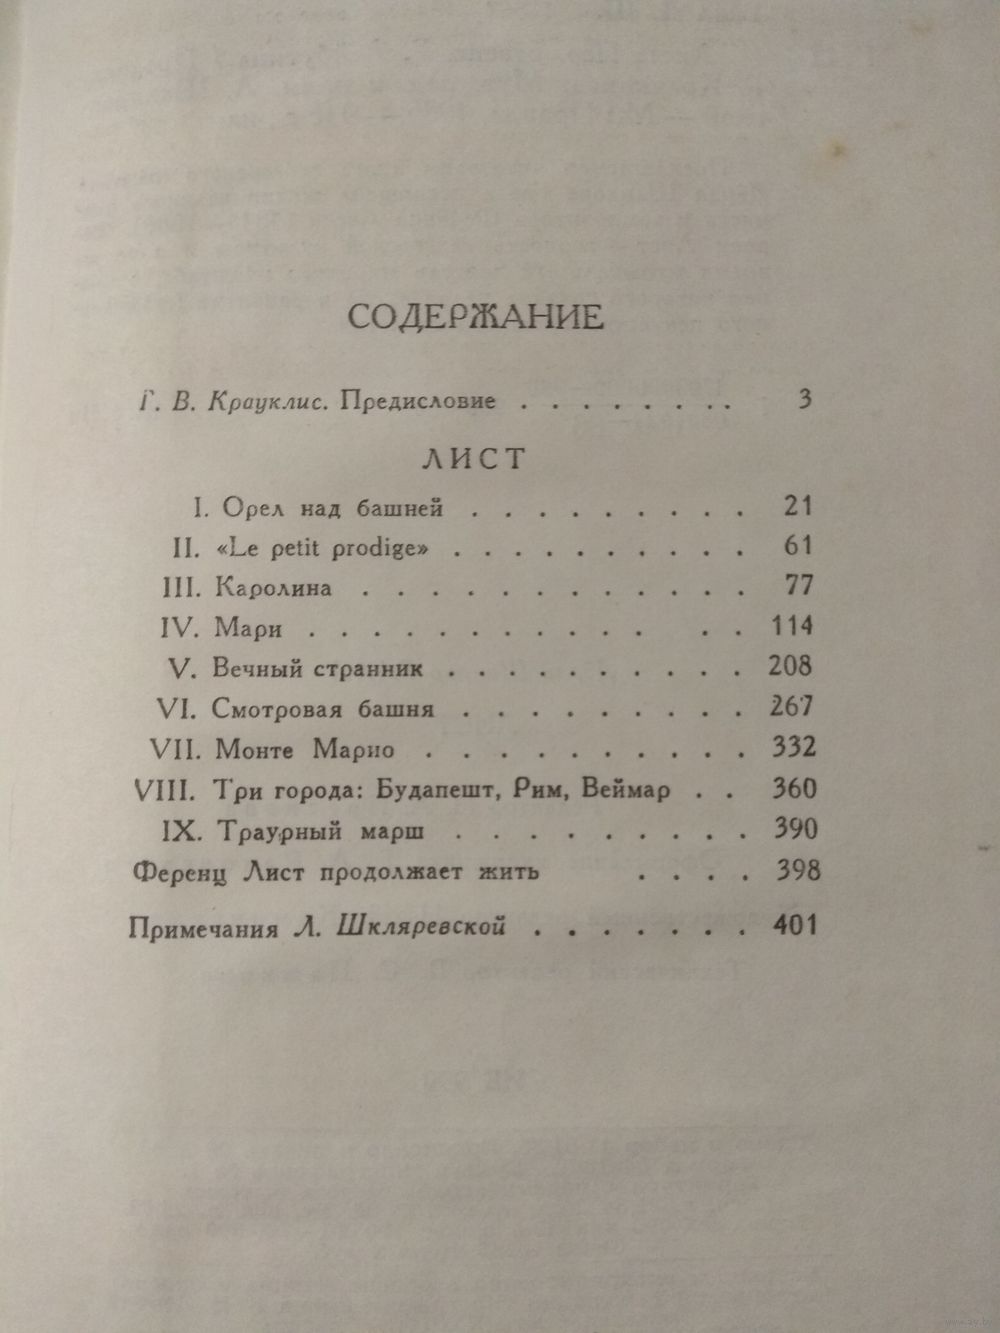 СОДЕРЖАНИЕ
Г. В. Крауклис. Предисловие . . . . . . . . 3
ЛИСТ
I. Орел над башней . . . . . . . . . 21
II. «Le petit prodige» . . . . . . . . . 61
III. Каролина . . . . . . . . . . . . 77
IV. Мари . . . . . . . . . . . . . 114
V. Вечный странник . . . . . . . . . 208
VI. Смотровая башня . . . . . . . . . 267
VII. Монте Марио . . . . . . . . . . 332
VIII. Три города: Будапешт, Рим, Веймар . . 360
IX. Траурный марш . . . . . . . . . 390
Ференц Лист продолжает жить . . . . 398
Примечания Л. Шкляревской . . . . . . . 401